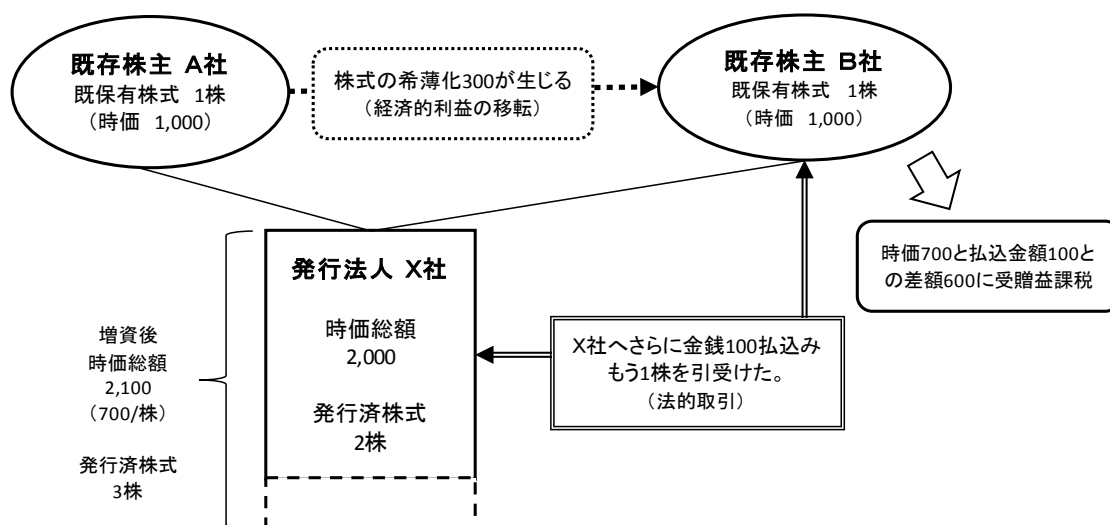 既存株主 A社
既保有株式 1株
（時価 1,000）
株式の希薄化300が生じる
（経済的利益の移転）
既存株主 B社
既保有株式 1株
（時価 1,000）
時価700と払込金額100と
の差額600に受贈益課税
発行法人 X社
時価総額
2,000
発行済株式
2株
X社へさらに金銭100払込み
もう1株を引受けた。
（法的取引）
増資後
時価総額
2,100
（700/株）
発行済株式
3株